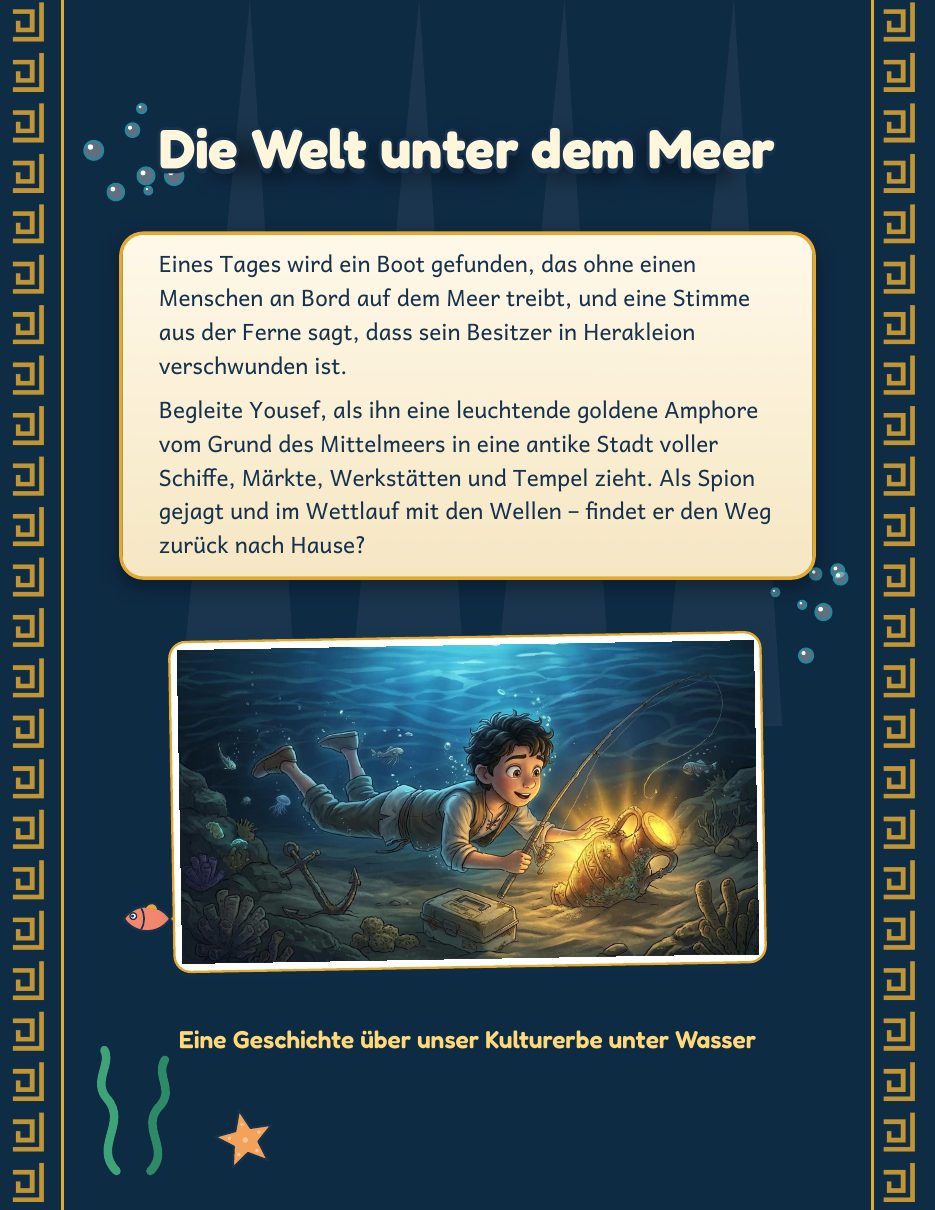 Die Welt unter dem Meer
Eines Tages wird ein Boot gefunden, das ohne einen
Menschen an Bord auf dem Meer treibt, und eine Stimme
aus der Ferne sagt, dass sein Besitzer in Herakleion
verschwunden ist.
Begleite Yousef, als ihn eine leuchtende goldene Amphore
vom Grund des Mittelmeers in eine antike Stadt voller
Schiffe, Märkte, Werkstätten und Tempel zieht. Als Spion
gejagt und im Wettlauf mit den Wellen – findet er den Weg
zurück nach Hause?
Eine Geschichte über unser Kulturerbe unter Wasser